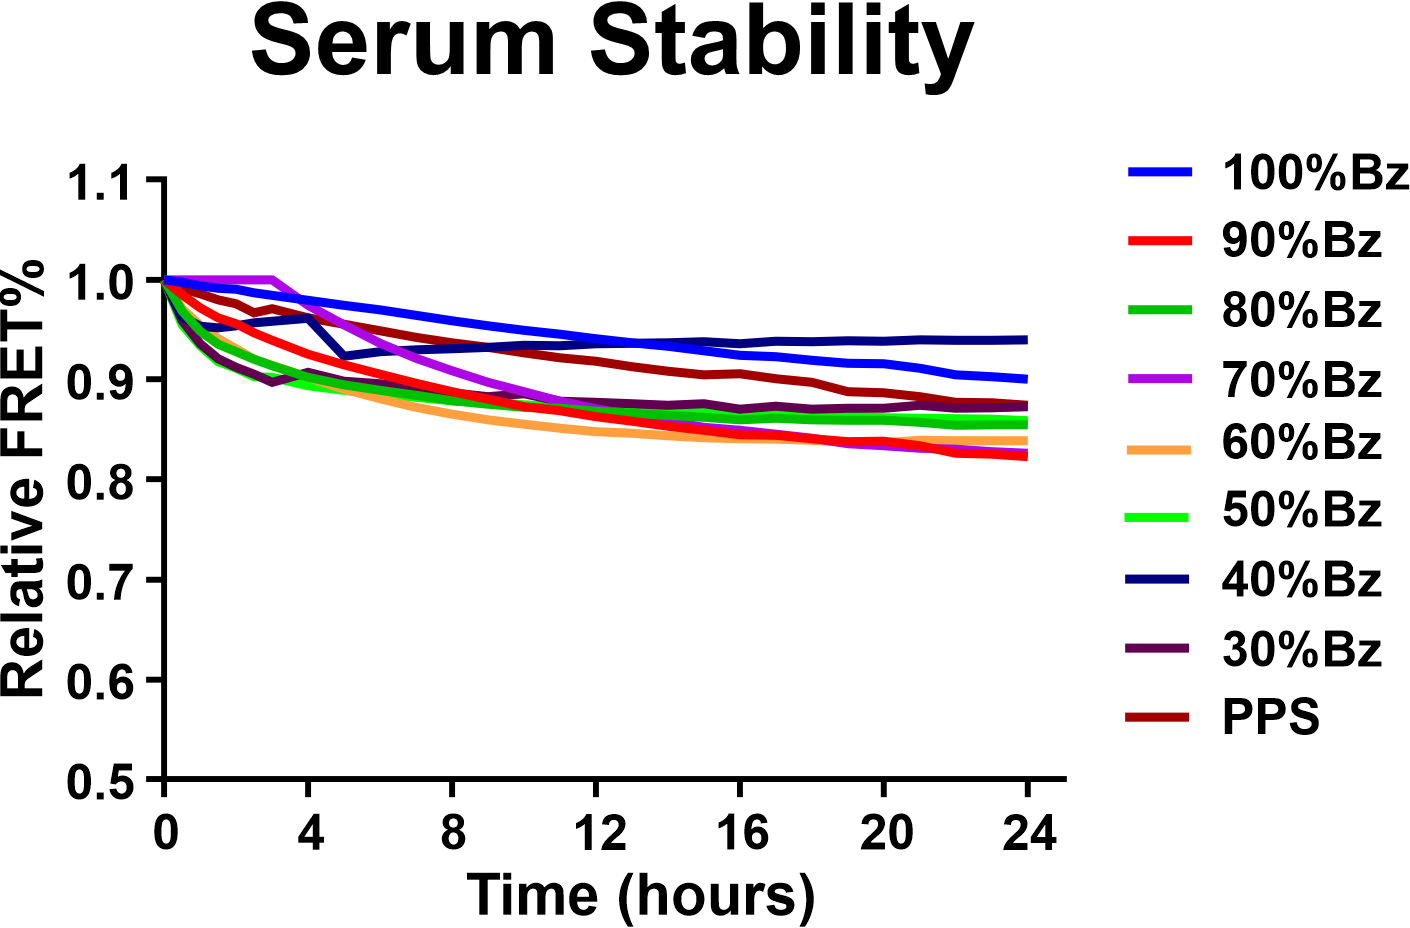 Serum Stability
Relative FRET%
1.1
1.0
0.9
0.8
0.7
0.6
0.5
0 4 8 12 16 20 24
Time (hours)
100%Bz
90%Bz
80%Bz
70%Bz
60%Bz
50%Bz
40%Bz
30%Bz
PPS